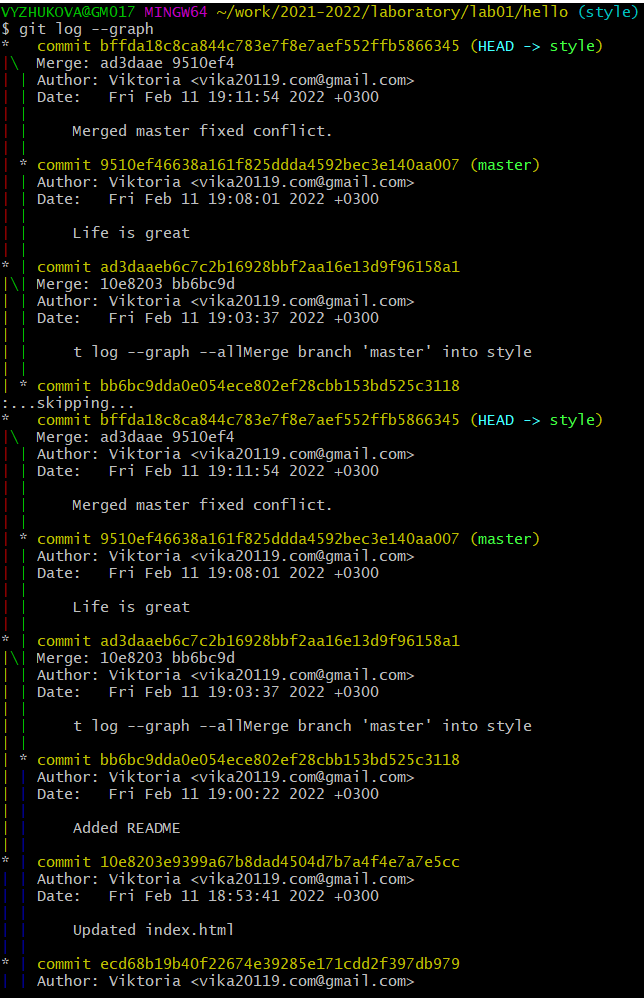 VYZHUKOVA@GM017 MINGW64 ~/work/2021-2022/laboratory/lab01/hello (style)
$ git log --graph
*   commit bffda18c8ca844c783e7f8e7aef552ffb5866345 (HEAD -> style)
|\  Merge: ad3daae 9510ef4
| | Author: Viktoria <vika20119.com@gmail.com>
| | Date:   Fri Feb 11 19:11:54 2022 +0300
| |
| |     Merged master fixed conflict.
| |
| * commit 9510ef46638a161f825ddda4592bec3e140aa007 (master)
| | Author: Viktoria <vika20119.com@gmail.com>
| | Date:   Fri Feb 11 19:08:01 2022 +0300
| |
| |     Life is great
| |
* | commit ad3daaeb6c7c2b16928bbf2aa16e13d9f96158a1
|\| Merge: 10e8203 bb6bc9d
| | Author: Viktoria <vika20119.com@gmail.com>
| | Date:   Fri Feb 11 19:03:37 2022 +0300
| |
| |     t log --graph --allMerge branch 'master' into style
| |
| * commit bb6bc9dda0e054ece802ef28cbb153bd525c3118
:...skipping...
*   commit bffda18c8ca844c783e7f8e7aef552ffb5866345 (HEAD -> style)
|\  Merge: ad3daae 9510ef4
| | Author: Viktoria <vika20119.com@gmail.com>
| | Date:   Fri Feb 11 19:11:54 2022 +0300
| |
| |     Merged master fixed conflict.
| |
| * commit 9510ef46638a161f825ddda4592bec3e140aa007 (master)
| | Author: Viktoria <vika20119.com@gmail.com>
| | Date:   Fri Feb 11 19:08:01 2022 +0300
| |
| |     Life is great
| |
* | commit ad3daaeb6c7c2b16928bbf2aa16e13d9f96158a1
|\| Merge: 10e8203 bb6bc9d
| | Author: Viktoria <vika20119.com@gmail.com>
| | Date:   Fri Feb 11 19:03:37 2022 +0300
| |
| |     t log --graph --allMerge branch 'master' into style
| |
| * commit bb6bc9dda0e054ece802ef28cbb153bd525c3118
| | Author: Viktoria <vika20119.com@gmail.com>
| | Date:   Fri Feb 11 19:00:22 2022 +0300
| |
| |     Added README
| |
* | commit 10e8203e9399a67b8dad4504d7b7a4f4e7a7e5cc
| | Author: Viktoria <vika20119.com@gmail.com>
| | Date:   Fri Feb 11 18:53:41 2022 +0300
| |
| |     Updated index.html
| |
* | commit ecd68b19b40f22674e39285e171cdd2f397db979
| | Author: Viktoria <vika20119.com@gmail.com>